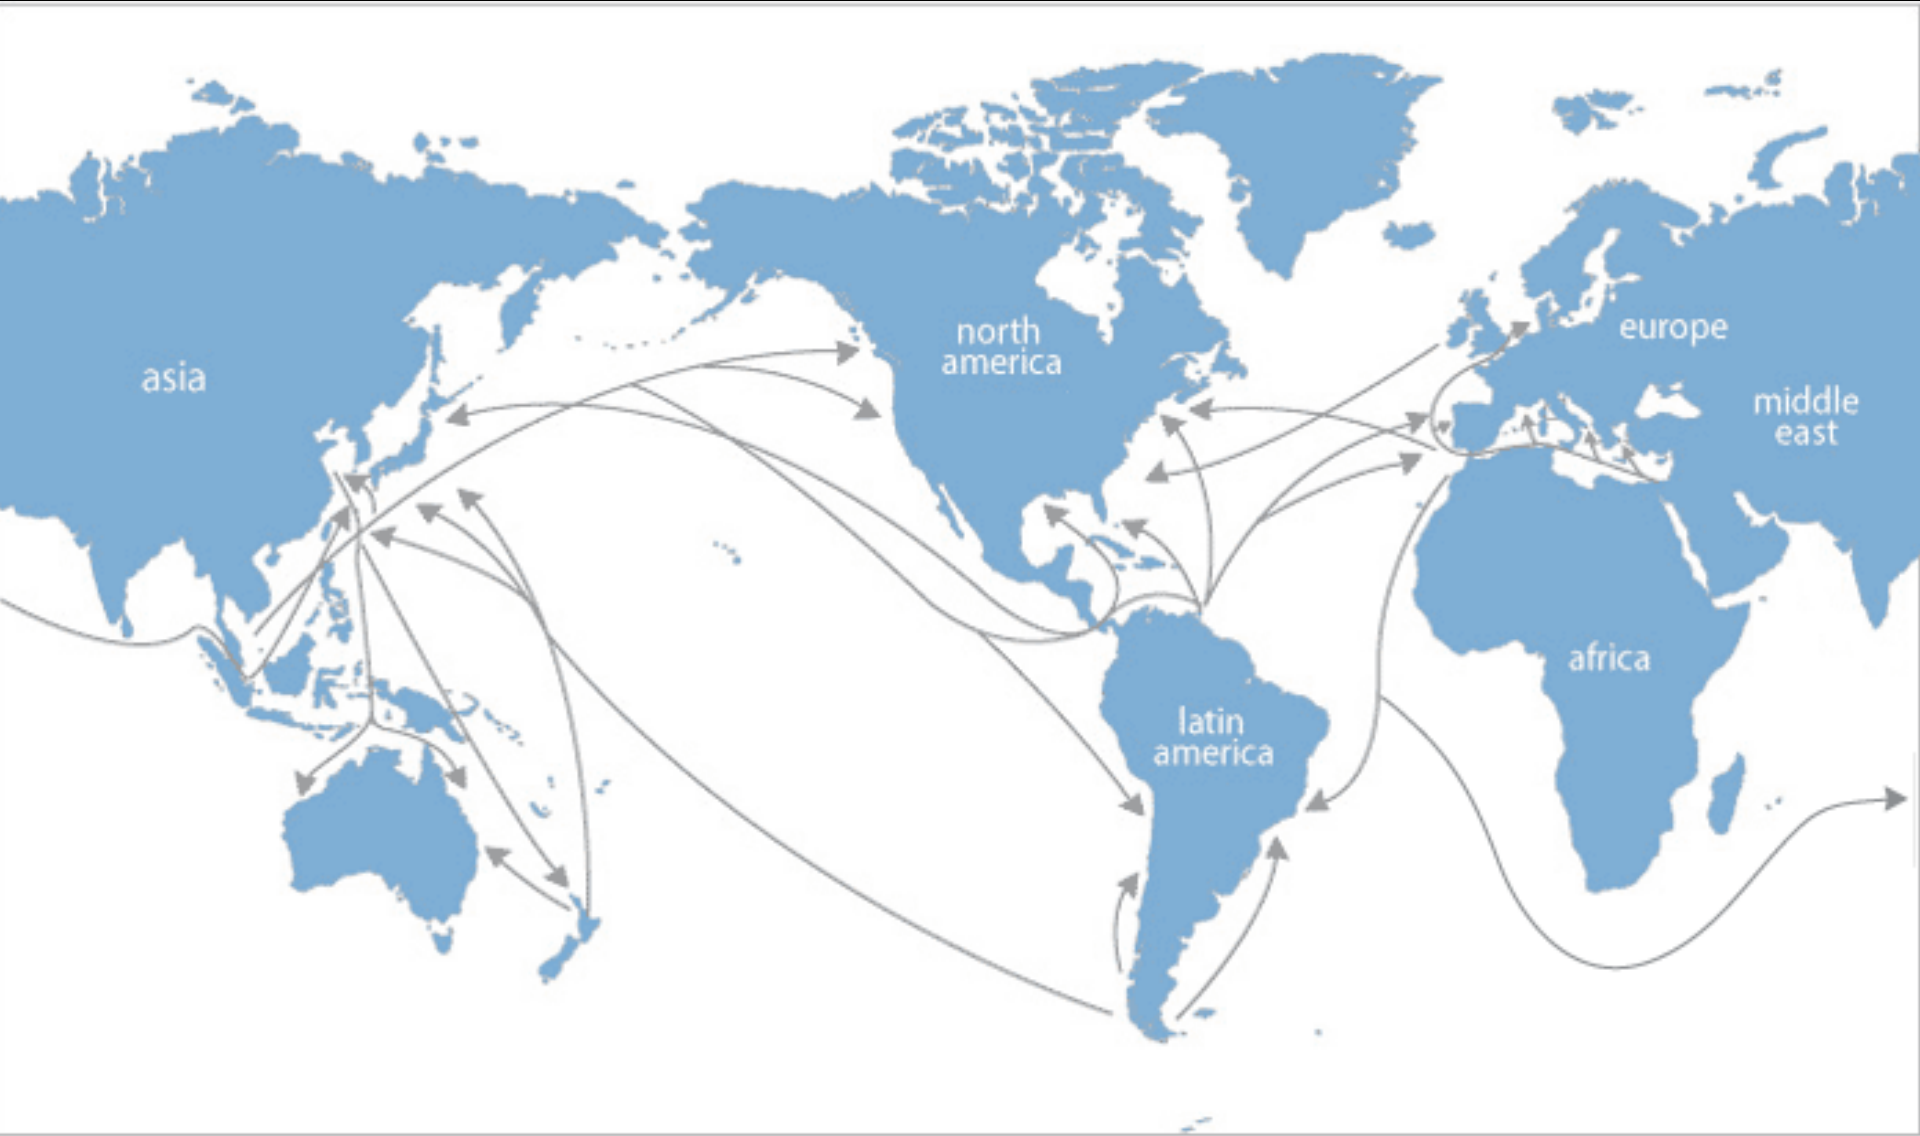 north
america
europe
asia
middle
east
africa
latin
america